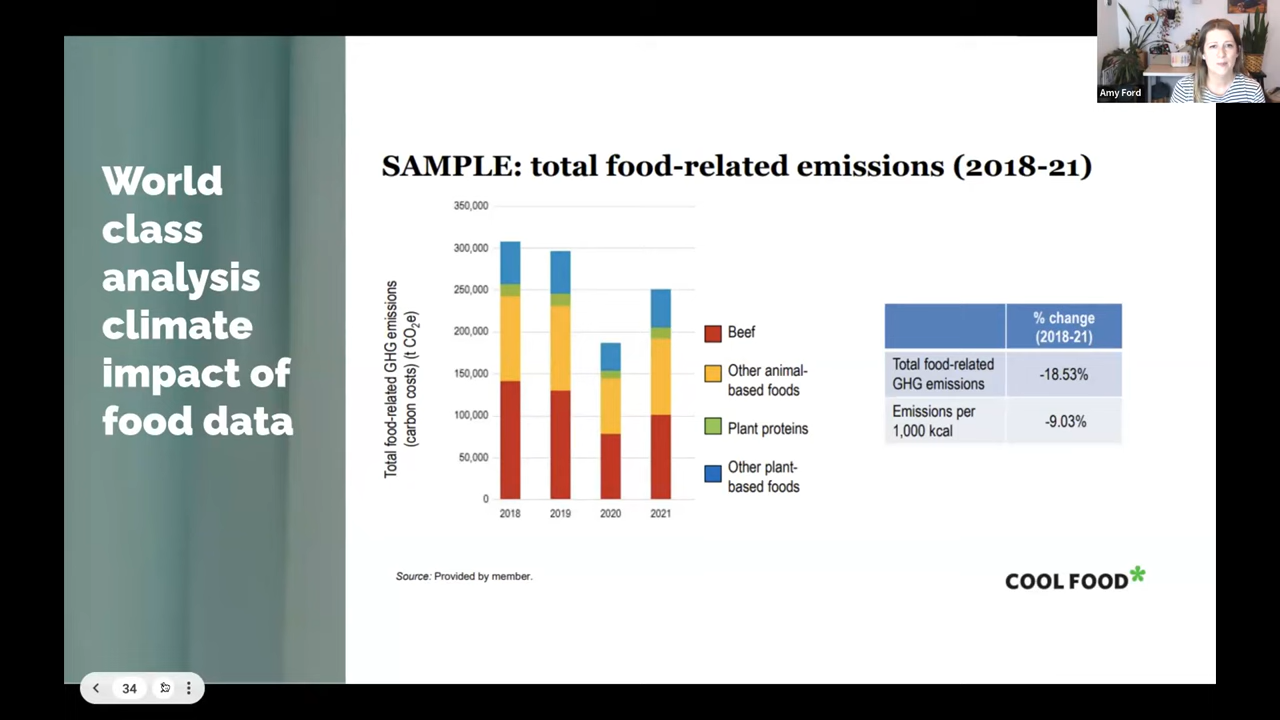 Amy Ford
World
class
analysis
climate
impact of
food data
SAMPLE: total food-related emissions (2018-21)
Total food-related GHG emissions
(carbon costs) (t CO₂e)
350,000
300,000
250,000
200,000
150,000
100,000
50,000
0
2018 2019 2020 2021
Beef
Other animal-
based foods
Plant proteins
Other plant-
based foods
% change
(2018-21)
Total food-related
GHG emissions
-18.53%
Emissions per
1,000 kcal
-9.03%
Source: Provided by member.
COOL FOOD
34